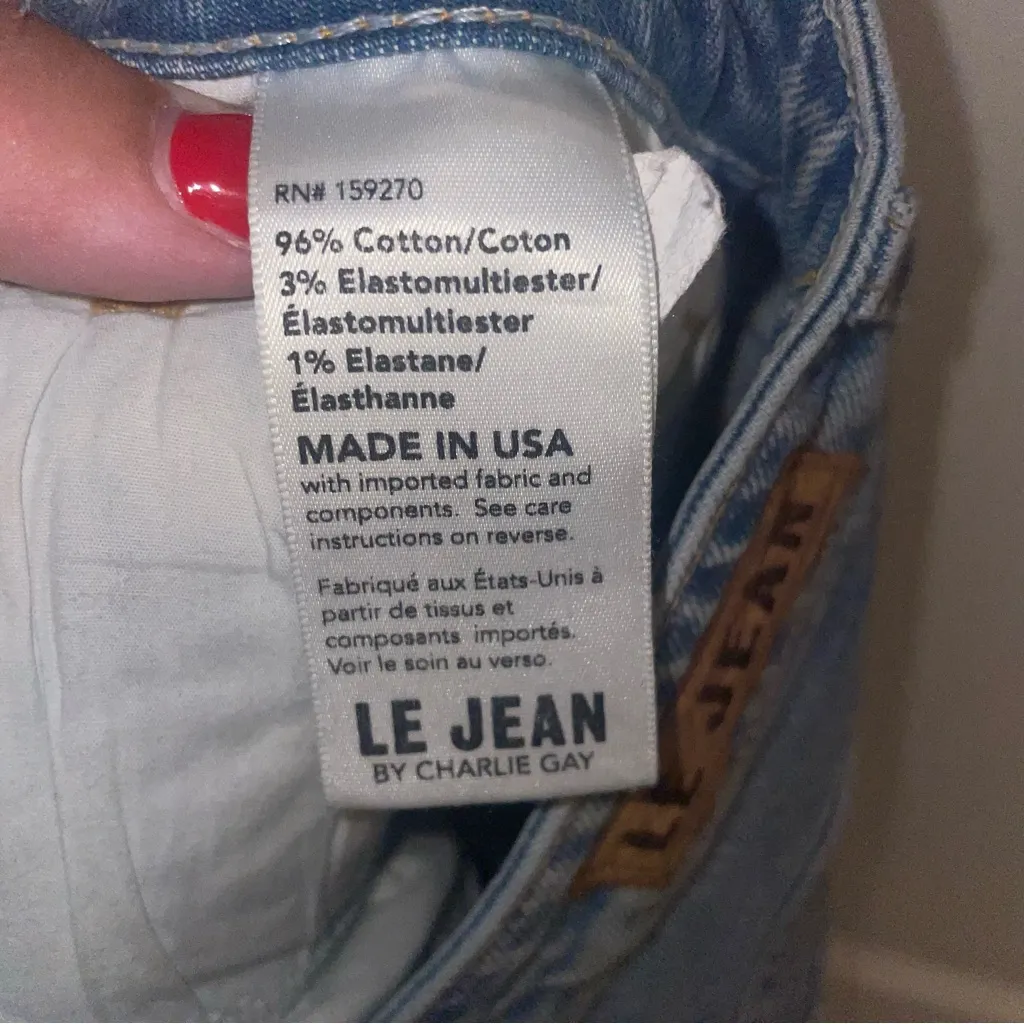 RN# 159270
96% Cotton/Coton
3% Elastomultiester/
Élastomultiester
1% Elastane/
Élasthanne
MADE IN USA
with imported fabric and
components. See care
instructions on reverse.
Fabriqué aux États-Unis à
partir de tissus et
composants importés.
Voir le soin au verso.
LE JEAN
BY CHARLIE GAY
LE JEAN